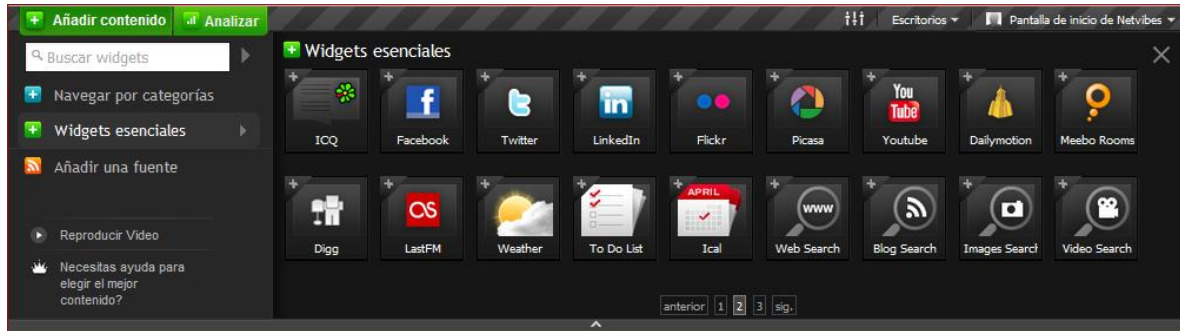 Añadir contenido Analizar Escritorios Pantalla de inicio de Netvibes
Buscar widgets
Navegar por categorías
Widgets esenciales
Añadir una fuente
Reproducir Video
Necesitas ayuda para
elegir el mejor
contenido?
Widgets esenciales
You
Tube
ICQ Facebook Twitter LinkedIn Flickr Picasa Youtube Dailymotion Meebo Rooms
APRIL
www
Digg LastFM Weather To Do List Ical Web Search Blog Search Images Search Video Search
anterior 1 2 3 sig.